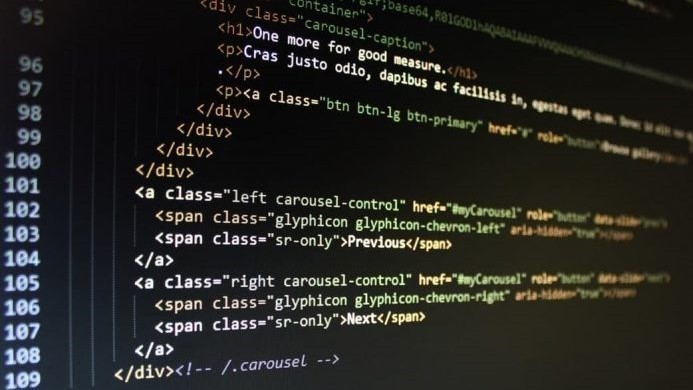 95 <div class="container">
<div class="carousel-caption">
<h1>One more for good measure.</h1>
<p>Cras justo odio, dapibus ac facilisis in, egestas eget quam.
96 .</p>
97 <p><a class="btn btn-lg btn-primary" href="#" role="button">Browse gallery
98 </div>
99 </div>
100 </div>
101 </div>
102 <a class="left carousel-control" href="#myCarousel" role="button" data-slide="prev">
103 <span class="glyphicon glyphicon-chevron-left" aria-hidden="true"></span>
104 <span class="sr-only">Previous</span>
105 </a>
106 <a class="right carousel-control" href="#myCarousel" role="button" data-slide="next">
107 <span class="glyphicon glyphicon-chevron-right" aria-hidden="true"></span>
108 <span class="sr-only">Next</span>
109 </a>
</div><!-- /.carousel -->